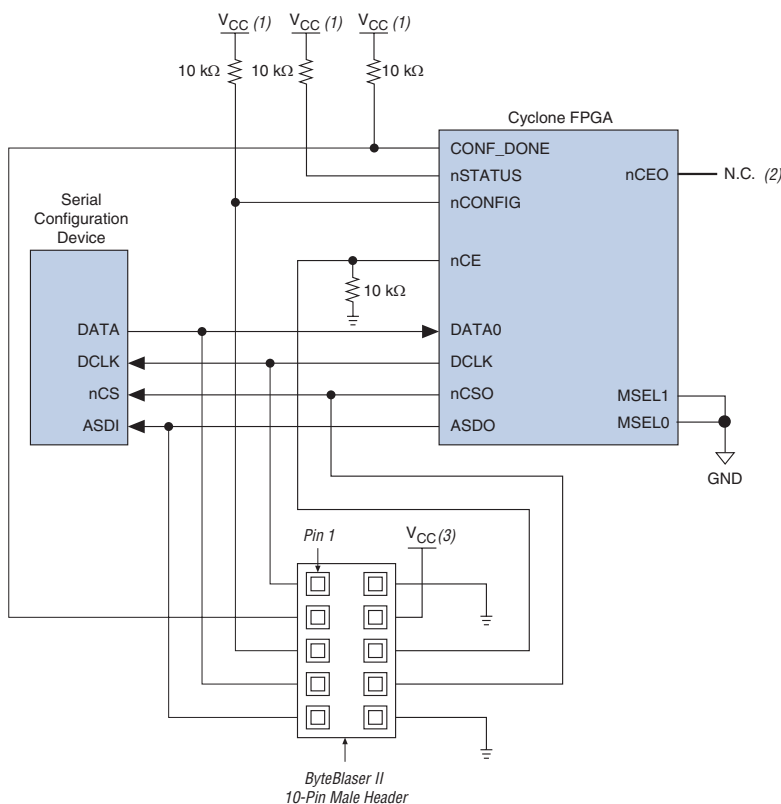 VCC (1) VCC (1) VCC (1)
10 kΩ 10 kΩ 10 kΩ
Cyclone FPGA
CONF_DONE
nSTATUS
nCONFIG
nCE
DATA0
DCLK
nCSO
ASDO
nCEO
N.C. (2)
MSEL1
MSEL0
GND
10 kΩ
Serial
Configuration
Device
DATA
DCLK
nCS
ASDI
Pin 1
VCC (3)
ByteBlaser II
10-Pin Male Header